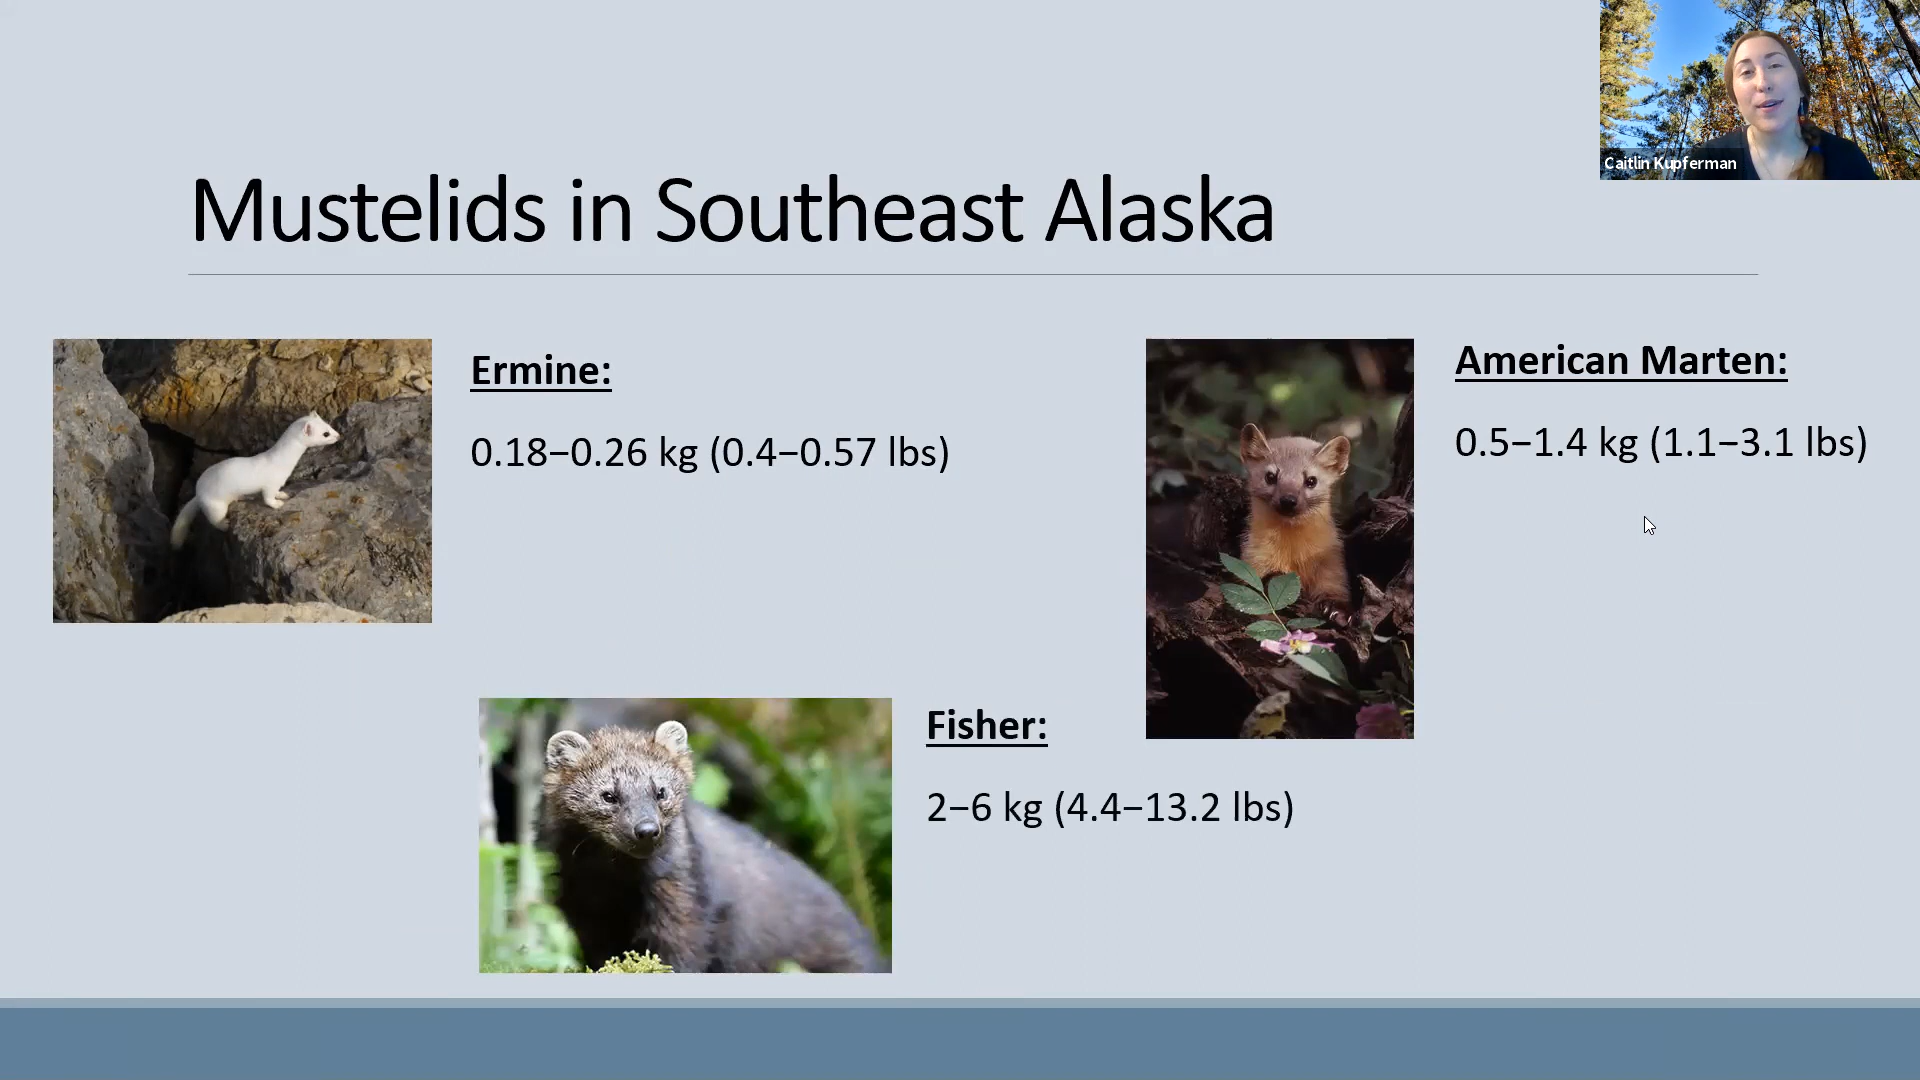 Caitlin Kupferman
Mustelids in Southeast Alaska
Ermine:
0.18–0.26 kg (0.4–0.57 lbs)
American Marten:
0.5–1.4 kg (1.1–3.1 lbs)
Fisher:
2–6 kg (4.4–13.2 lbs)